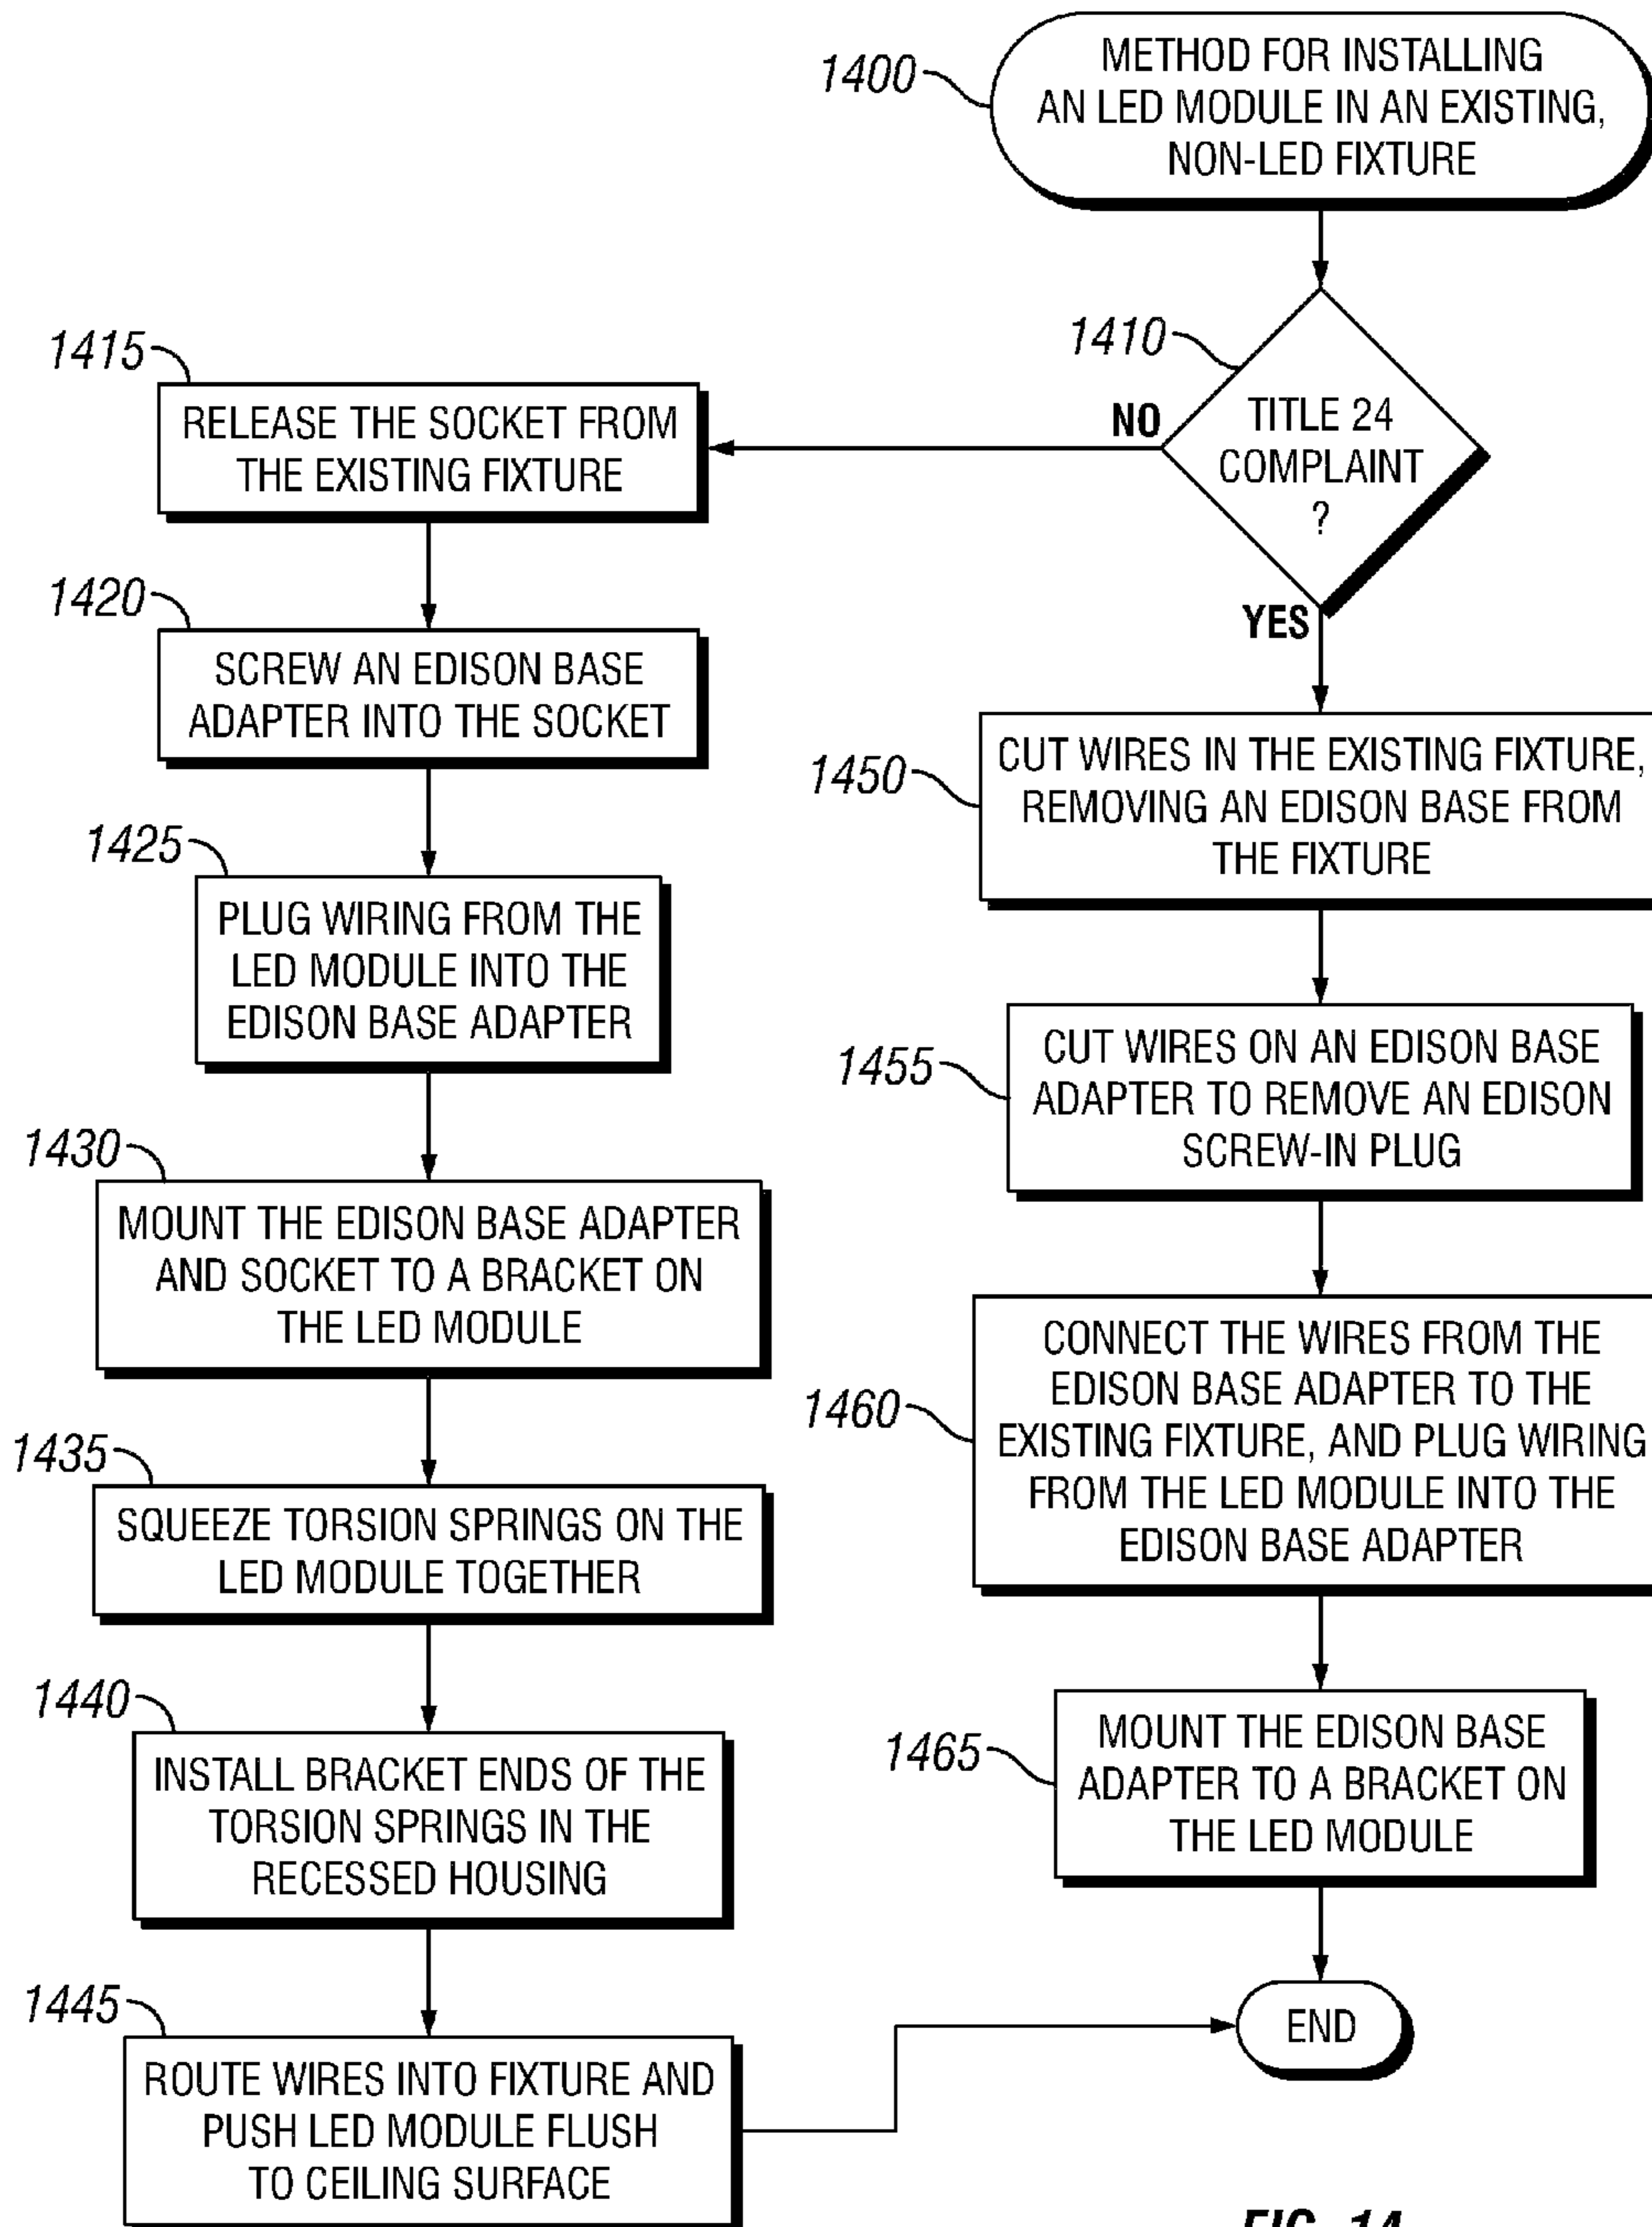 1400
METHOD FOR INSTALLING
AN LED MODULE IN AN EXISTING,
NON-LED FIXTURE
1410
TITLE 24
COMPLAINT
?
NO
YES
1415
RELEASE THE SOCKET FROM
THE EXISTING FIXTURE
1420
SCREW AN EDISON BASE
ADAPTER INTO THE SOCKET
1425
PLUG WIRING FROM THE
LED MODULE INTO THE
EDISON BASE ADAPTER
1430
MOUNT THE EDISON BASE ADAPTER
AND SOCKET TO A BRACKET ON
THE LED MODULE
1435
SQUEEZE TORSION SPRINGS ON THE
LED MODULE TOGETHER
1440
INSTALL BRACKET ENDS OF THE
TORSION SPRINGS IN THE
RECESSED HOUSING
1445
ROUTE WIRES INTO FIXTURE AND
PUSH LED MODULE FLUSH
TO CEILING SURFACE
1450
CUT WIRES IN THE EXISTING FIXTURE,
REMOVING AN EDISON BASE FROM
THE FIXTURE
1455
CUT WIRES ON AN EDISON BASE
ADAPTER TO REMOVE AN EDISON
SCREW-IN PLUG
1460
CONNECT THE WIRES FROM THE
EDISON BASE ADAPTER TO THE
EXISTING FIXTURE, AND PLUG WIRING
FROM THE LED MODULE INTO THE
EDISON BASE ADAPTER
1465
MOUNT THE EDISON BASE
ADAPTER TO A BRACKET ON
THE LED MODULE
END
FIG. 14